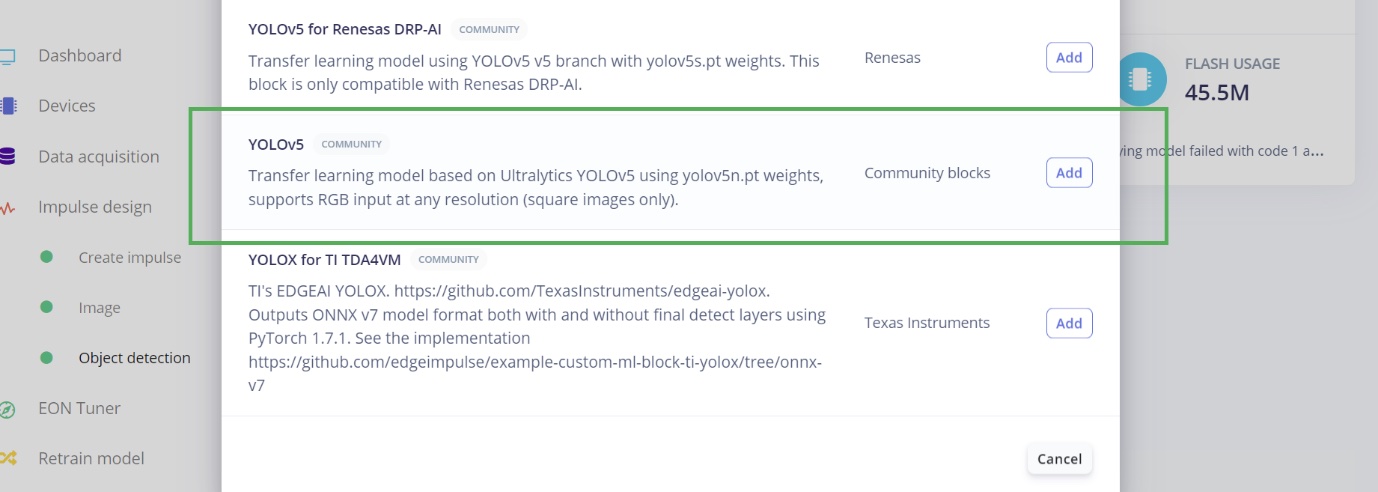 Dashboard
Devices
Data acquisition
Impulse design
Create impulse
Image
Object detection
EON Tuner
Retrain model
YOLOv5 for Renesas DRP-AI COMMUNITY
Transfer learning model using YOLOv5 v5 branch with yolov5s.pt weights. This
block is only compatible with Renesas DRP-AI.
Renesas
Add
YOLOv5 COMMUNITY
Transfer learning model based on Ultralytics YOLOv5 using yolov5n.pt weights,
supports RGB input at any resolution (square images only).
Community blocks
Add
YOLOX for TI TDA4VM COMMUNITY
TI's EDGEAI YOLOX. https://github.com/TexasInstruments/edgeai-yolox.
Outputs ONNX v7 model format both with and without final detect layers using
PyTorch 1.7.1. See the implementation
https://github.com/edgeimpulse/example-custom-ml-block-ti-yolox/tree/onnx-
v7
Texas Instruments
Add
Cancel
FLASH USAGE
45.5M
ving model failed with code 1 a...